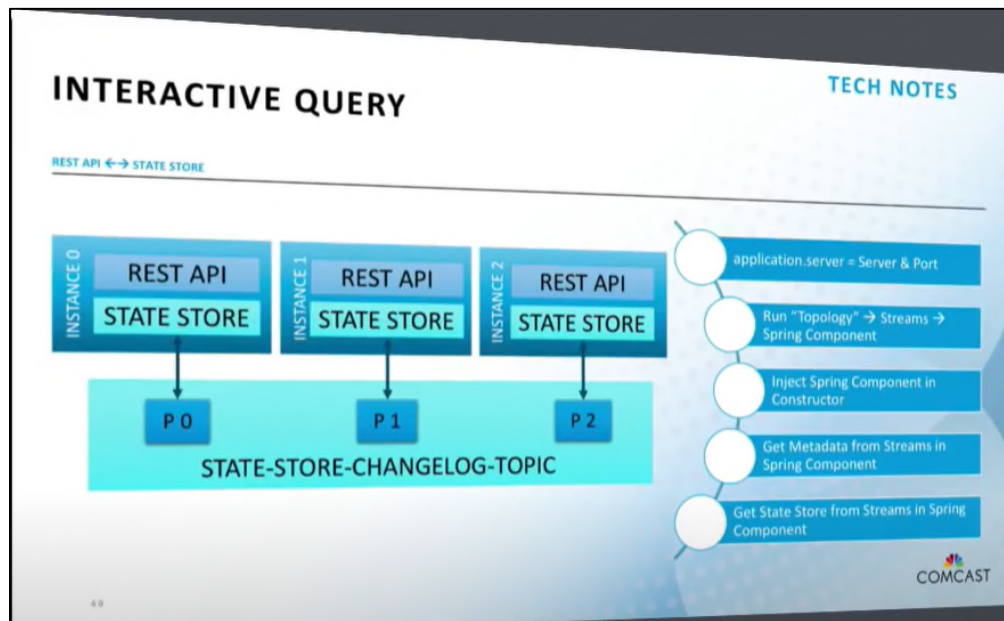 INTERACTIVE QUERY
TECH NOTES
REST API ←→ STATE STORE
INSTANCE 0
REST API
STATE STORE
INSTANCE 1
REST API
STATE STORE
INSTANCE 2
REST API
STATE STORE
P 0
P 1
P 2
STATE-STORE-CHANGELOG-TOPIC
application.server = Server & Port
Run “Topology” → Streams →
Spring Component
Inject Spring Component in
Constructor
Get Metadata from Streams in
Spring Component
Get State Store from Streams in Spring
Component
COMCAST
40